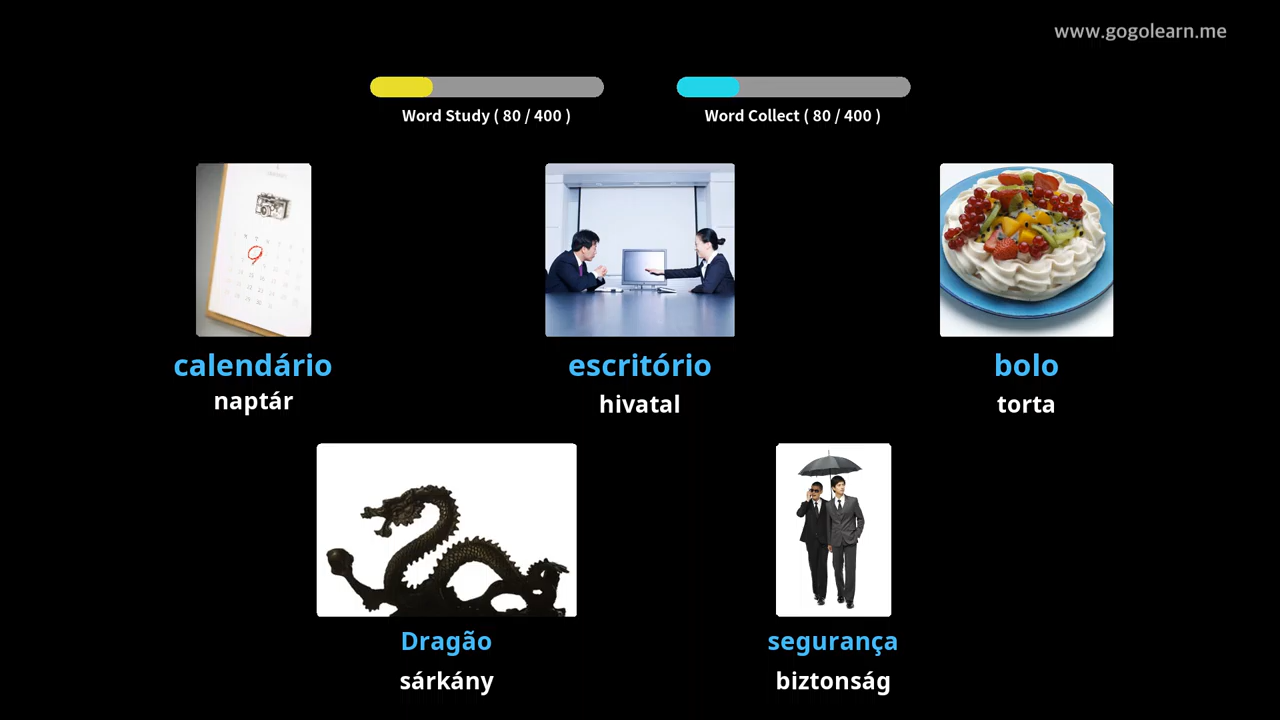 www.gogolearn.me
Word Study ( 80 / 400 )
Word Collect ( 80 / 400 )
calendário
naptár
escritório
hivatal
bolo
torta
Dragão
sárkány
segurança
biztonság